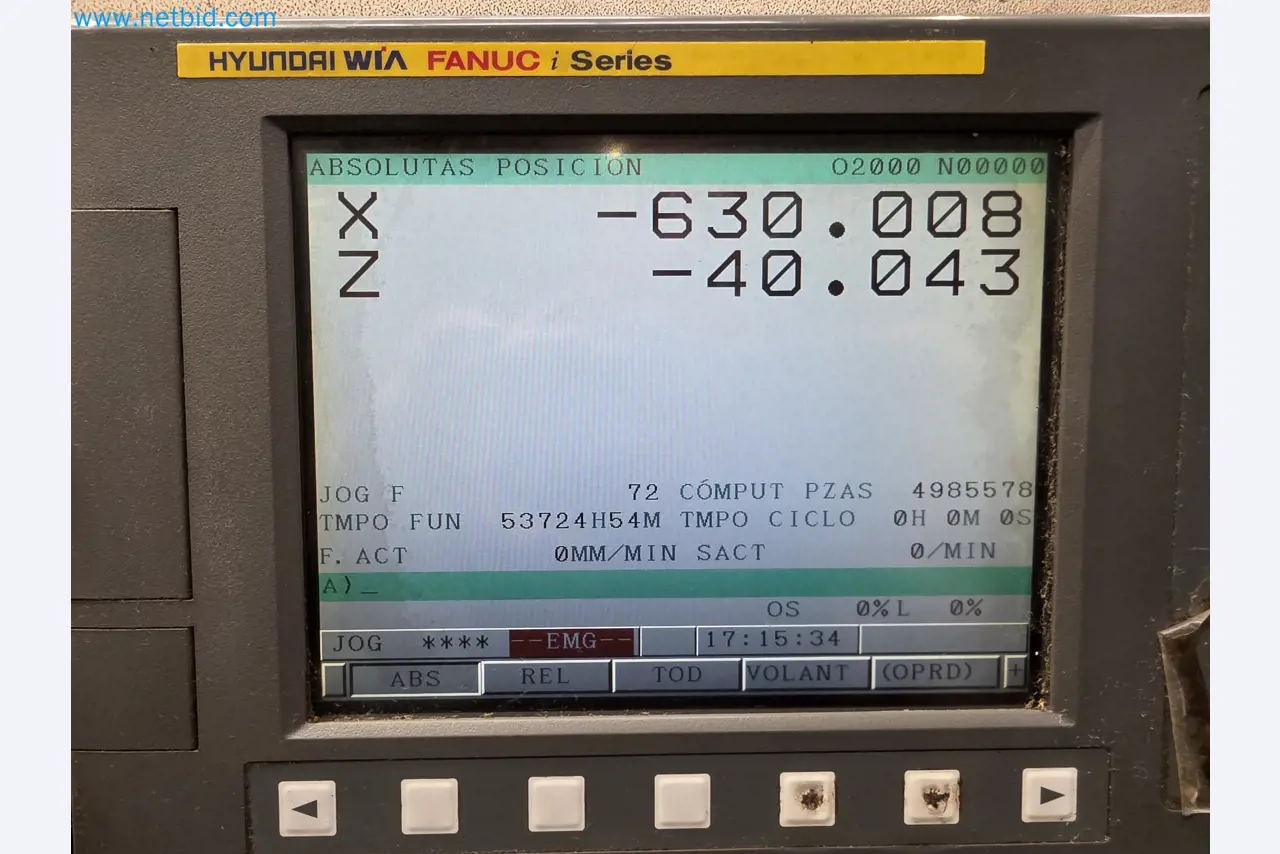 www.netbid.com
HYUNDAI WIA FANUC i Series
ABSOLUTAS POSICION O2000 N00000
X -630.008
Z -40.043
JOG F 72 CÓMPUT PZAS 4985578
TMPO FUN 53724H54M TMPO CICLO 0H 0M 0S
F. ACT 0MM/MIN SACT 0/MIN
A)_
OS 0% L 0%
JOG **** --EMG-- 17:15:34
ABS REL TOD VOLANT (OPRD) +